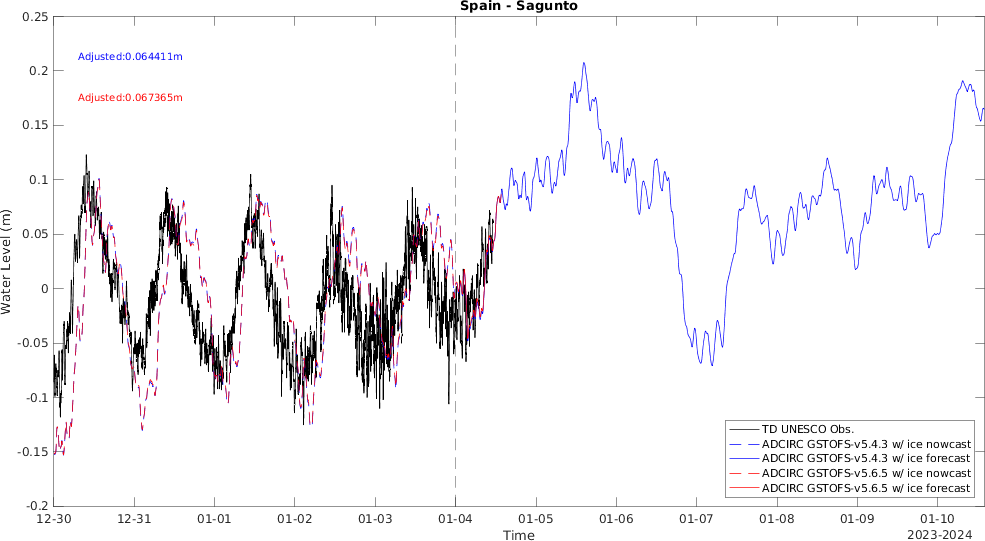 Spain - Sagunto
0.25
0.2
0.15
0.1
0.05
0
-0.05
-0.1
-0.15
-0.2
Water Level (m)
Adjusted:0.064411m
Adjusted:0.067365m
TD UNESCO Obs.
ADCIRC GSTOFS-v5.4.3 w/ ice nowcast
ADCIRC GSTOFS-v5.4.3 w/ ice forecast
ADCIRC GSTOFS-v5.6.5 w/ ice nowcast
ADCIRC GSTOFS-v5.6.5 w/ ice forecast
12-30 12-31 01-01 01-02 01-03 01-04 01-05 01-06 01-07 01-08 01-09 01-10
Time
2023-2024